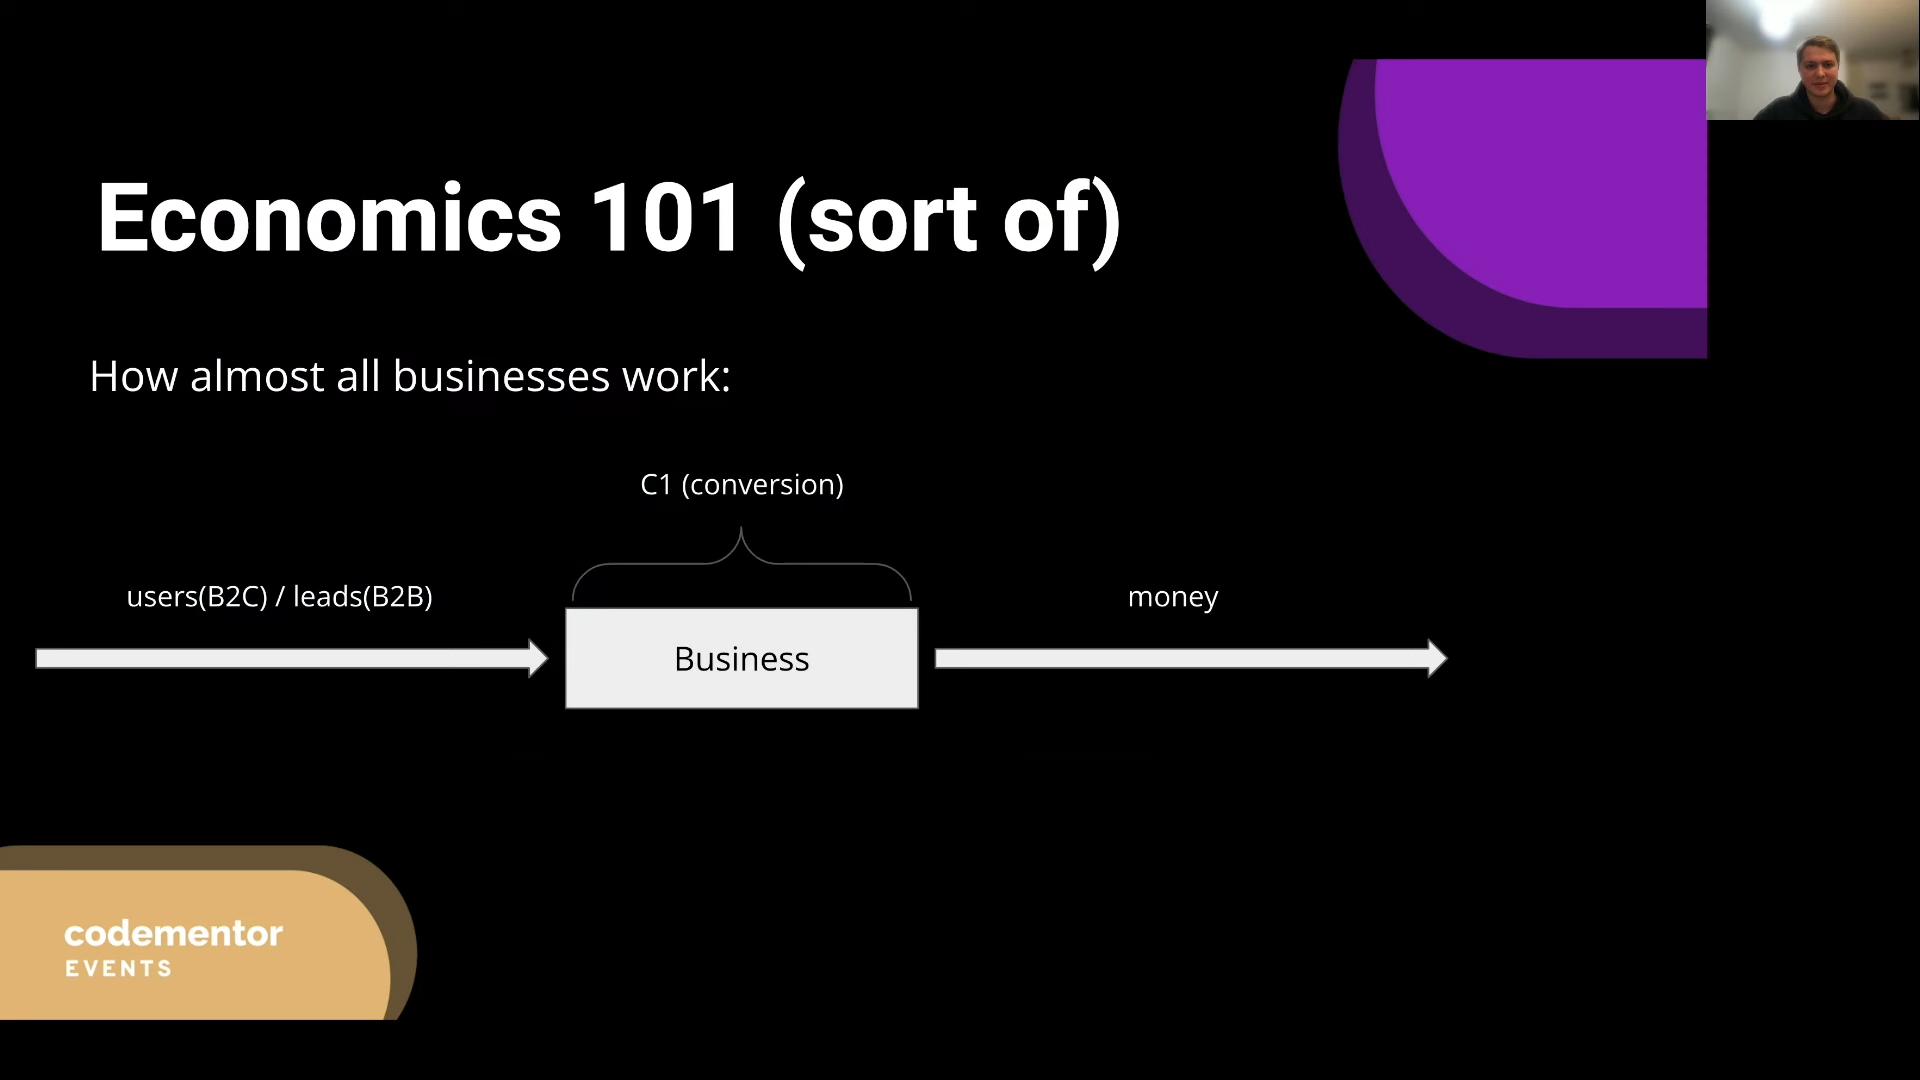 Economics 101 (sort of)
How almost all businesses work:
C1 (conversion)
users(B2C) / leads(B2B)
money
Business
codementor
EVENTS